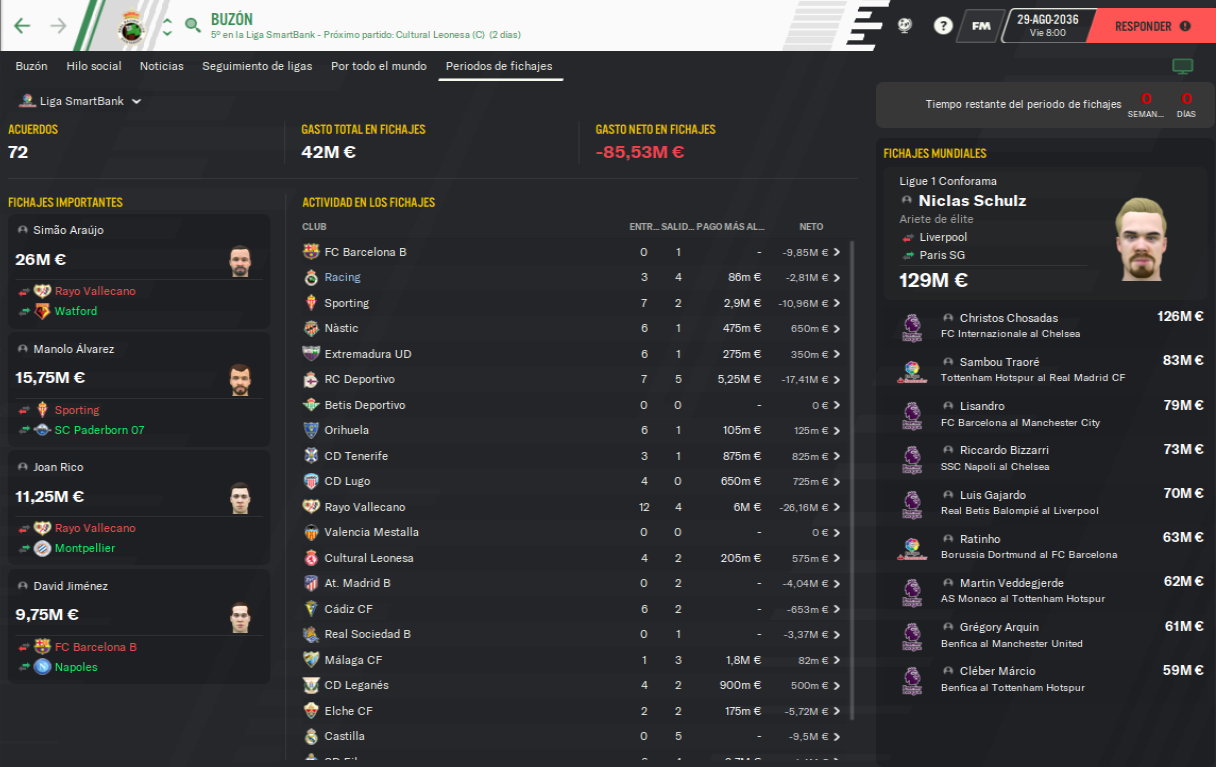 BUZÓN
5º en la Liga SmartBank - Próximo partido: Cultural Leonesa (C) (2 días)
?
FM
29-AGO-2036
Vie 8:00
RESPONDER
Buzón Hilo social Noticias Seguimiento de ligas Por todo el mundo Periodos de fichajes
Liga SmartBank
Tiempo restante del periodo de fichajes
0 0
SEMAN... DÍAS
ACUERDOS
72
GASTO TOTAL EN FICHAJES
42M €
GASTO NETO EN FICHAJES
-85,53M €
FICHAJES IMPORTANTES
Simão Araújo
26M €
Rayo Vallecano
Watford
Manolo Álvarez
15,75M €
Sporting
SC Paderborn 07
Joan Rico
11,25M €
Rayo Vallecano
Montpellier
David Jiménez
9,75M €
FC Barcelona B
Napoles
ACTIVIDAD EN LOS FICHAJES
CLUB ENTR... SALID... PAGO MÁS AL... NETO
FC Barcelona B 0 1 - -9,85M €
Racing 3 4 86m € -2,81M €
Sporting 7 2 2,9M € -10,96M €
Nàstic 6 1 475m € 650m €
Extremadura UD 6 1 275m € 350m €
RC Deportivo 7 5 5,25M € -17,41M €
Betis Deportivo 0 0 - 0 €
Orihuela 6 1 105m € 125m €
CD Tenerife 3 1 875m € 825m €
CD Lugo 4 0 650m € 725m €
Rayo Vallecano 12 4 6M € -26,16M €
Valencia Mestalla 0 0 - 0 €
Cultural Leonesa 4 2 205m € 575m €
At. Madrid B 0 2 - -4,04M €
Cádiz CF 6 2 - -653m €
Real Sociedad B 0 1 - -3,37M €
Málaga CF 1 3 1,8M € 82m €
CD Leganés 4 2 900m € 500m €
Elche CF 2 2 175m € -5,72M €
Castilla 0 5 - -9,5M €
FICHAJES MUNDIALES
Ligue 1 Conforama
Niclas Schulz
Ariete de élite
Liverpool
Paris SG
129M €
Christos Chosadas 126M €
FC Internazionale al Chelsea
Sambou Traoré 83M €
Tottenham Hotspur al Real Madrid CF
Lisandro 79M €
FC Barcelona al Manchester City
Riccardo Bizzarri 73M €
SSC Napoli al Chelsea
Luis Gajardo 70M €
Real Betis Balompié al Liverpool
Ratinho 63M €
Borussia Dortmund al FC Barcelona
Martin Veddegjerde 62M €
AS Monaco al Tottenham Hotspur
Grégory Arquin 61M €
Benfica al Manchester United
Cléber Márcio 59M €
Benfica al Tottenham Hotspur